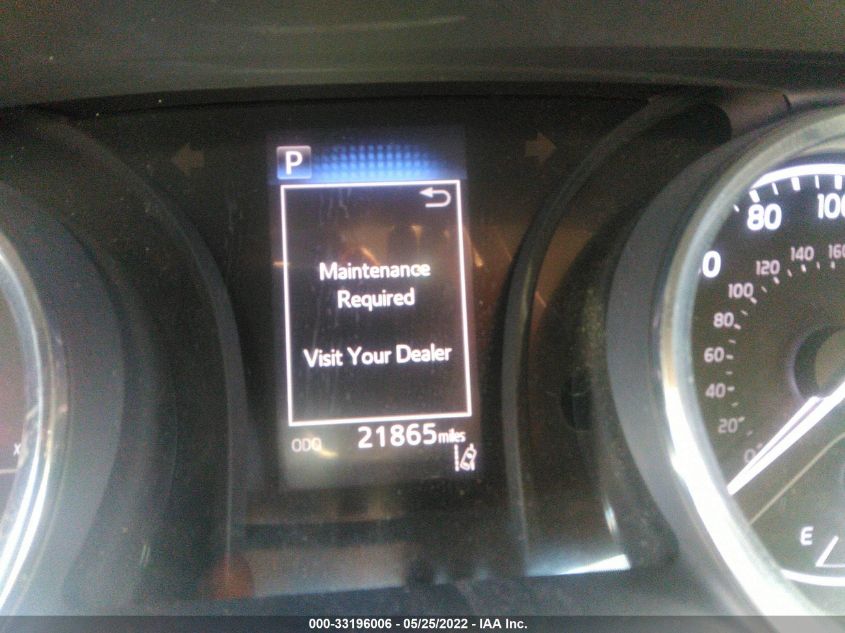 P
Maintenance
Required
Visit Your Dealer
ODO 21865 miles
80 100
120 140 160
100
80
60
40
20
0
E
x
000-33196006 - 05/25/2022 - IAA Inc.